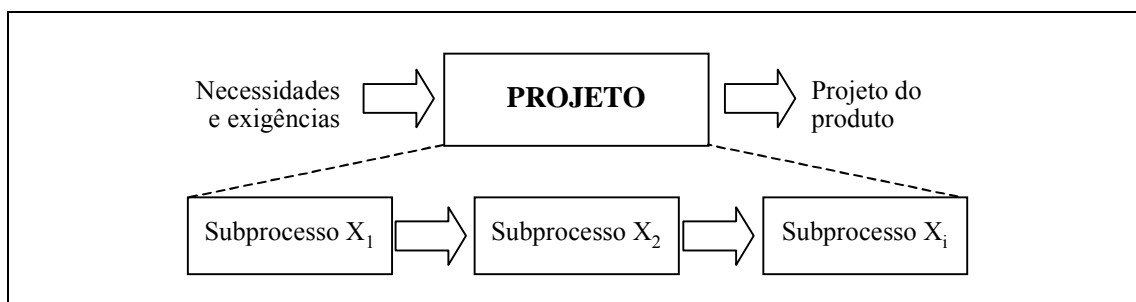 Necessidades
e exigências
PROJETO
Projeto do
produto
Subprocesso X1
Subprocesso X2
Subprocesso Xi